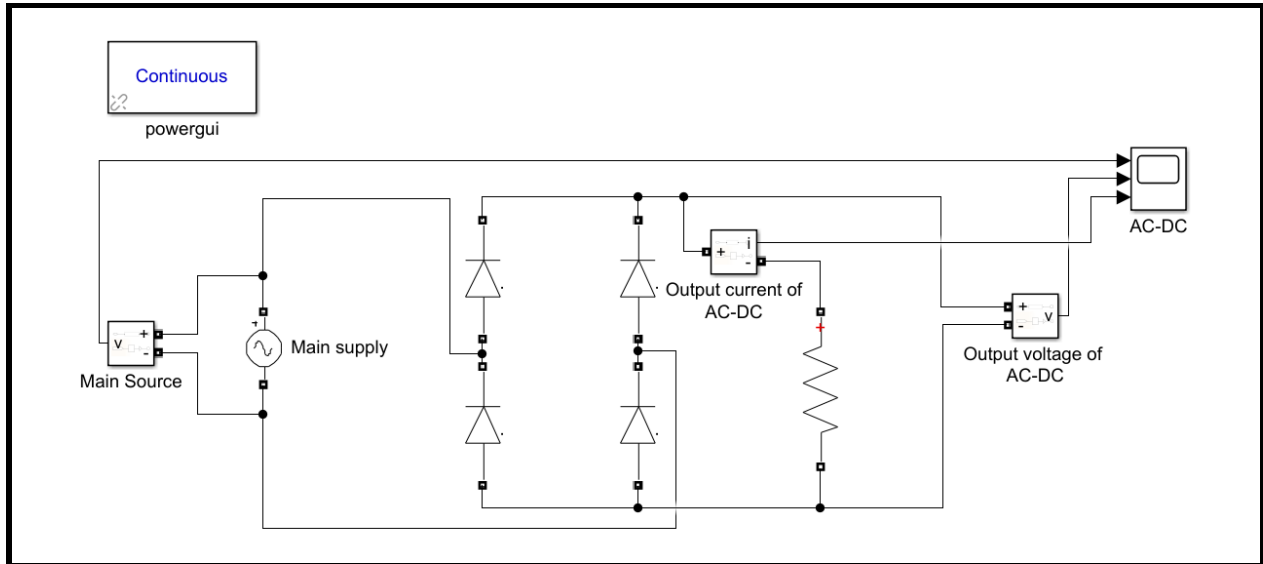 Continuous
powergui
AC-DC
+
i
-
Output current of
AC-DC
+
+
-
v
Output voltage of
AC-DC
+
v
+
-
Main Source
Main supply